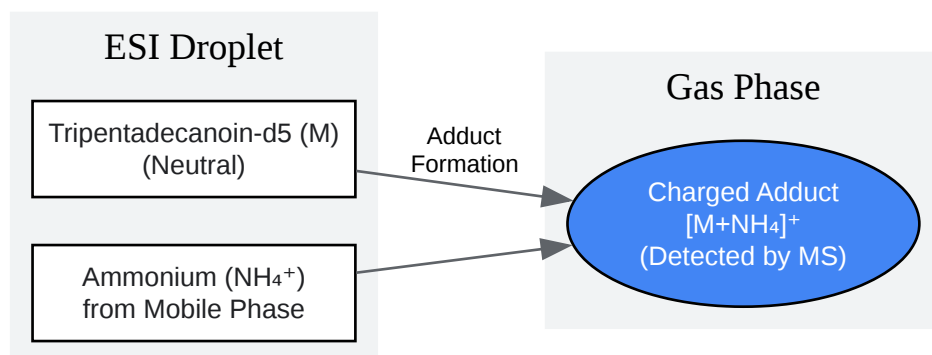 ESI Droplet
Tripentadecanoin-d5 (M)
(Neutral)
Ammonium (NH₄⁺)
from Mobile Phase
Adduct
Formation
Gas Phase
Charged Adduct
[M+NH₄]⁺
(Detected by MS)